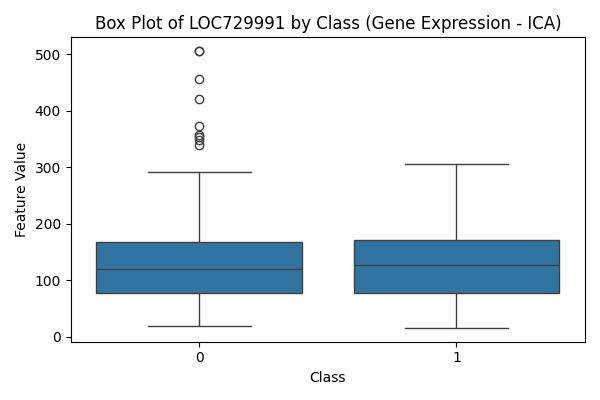 Box Plot of LOC729991 by Class (Gene Expression - ICA)
Feature Value
500
400
300
200
100
0
0
1
Class